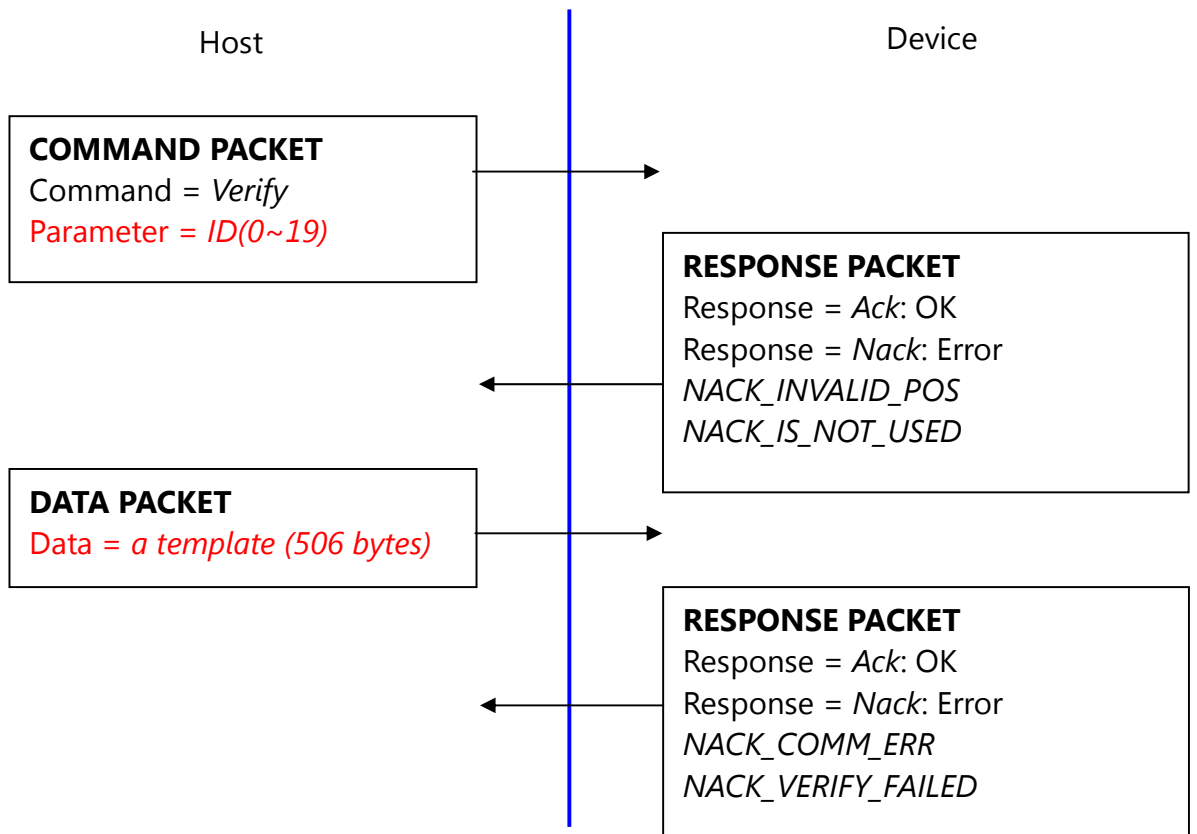 Host
Device
COMMAND PACKET
Command = Verify
Parameter = ID(0~19)
RESPONSE PACKET
Response = Ack: OK
Response = Nack: Error
NACK_INVALID_POS
NACK_IS_NOT_USED
DATA PACKET
Data = a template (506 bytes)
RESPONSE PACKET
Response = Ack: OK
Response = Nack: Error
NACK_COMM_ERR
NACK_VERIFY_FAILED